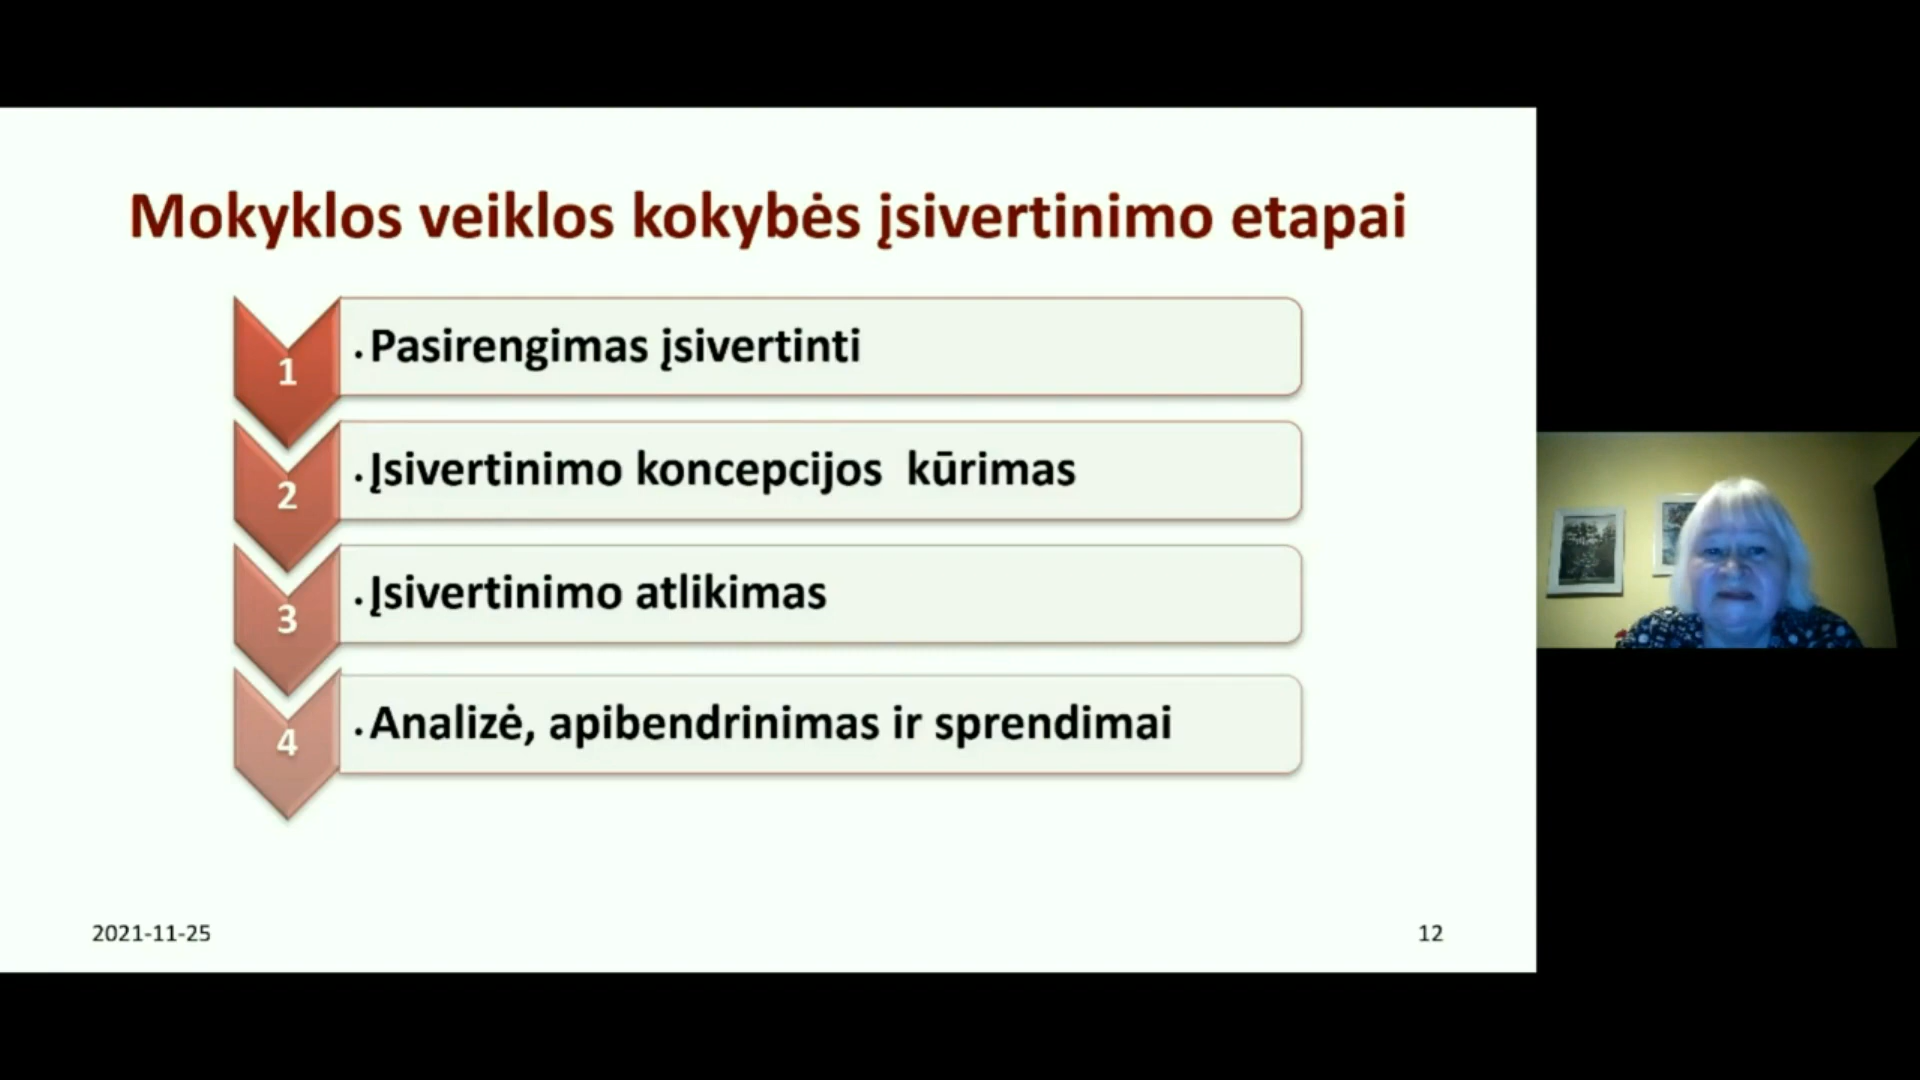 Mokyklos veiklos kokybės įsivertinimo etapai
1
• Pasirengimas įsivertinti
2
• Įsivertinimo koncepcijos kūrimas
3
• Įsivertinimo atlikimas
4
• Analizė, apibendrinimas ir sprendimai
2021-11-25
12